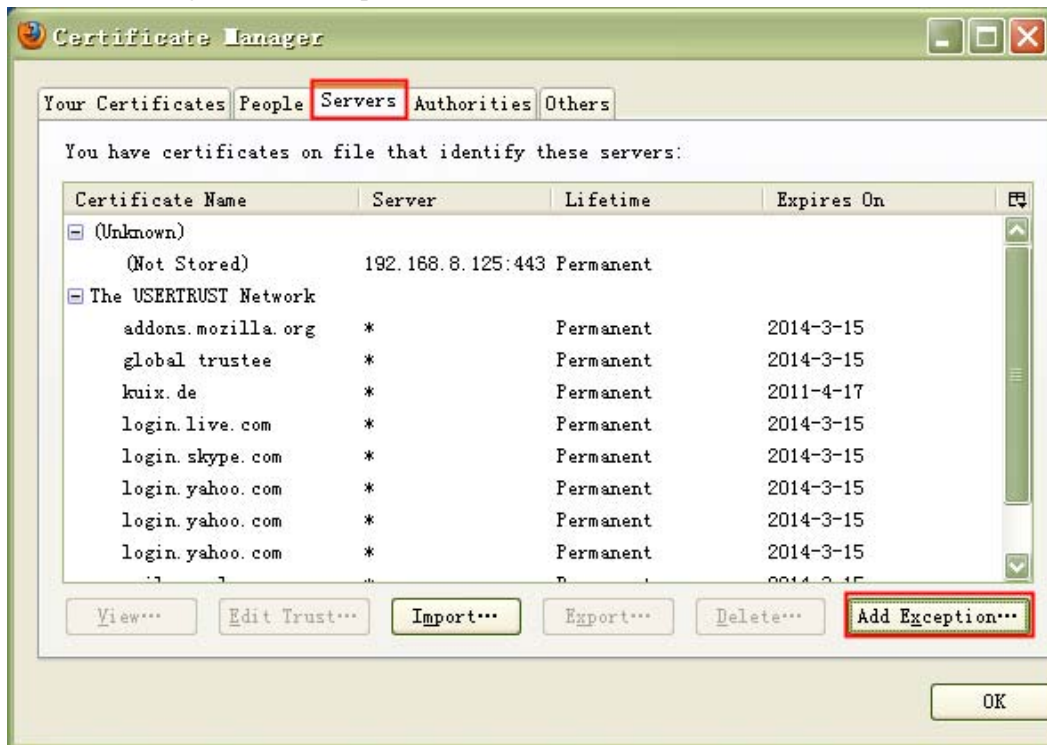 Certificate Manager
Your Certificates People Servers Authorities Others
You have certificates on file that identify these servers:
Certificate Name Server Lifetime Expires On
(Unknown)
(Not Stored) 192.168.8.125:443 Permanent
The USERTRUST Network
addons.mozilla.org * Permanent 2014-3-15
global trustee * Permanent 2014-3-15
kuix.de * Permanent 2011-4-17
login.live.com * Permanent 2014-3-15
login.skype.com * Permanent 2014-3-15
login.yahoo.com * Permanent 2014-3-15
login.yahoo.com * Permanent 2014-3-15
login.yahoo.com * Permanent 2014-3-15
View... Edit Trust... Import... Export... Delete... Add Exception...
OK